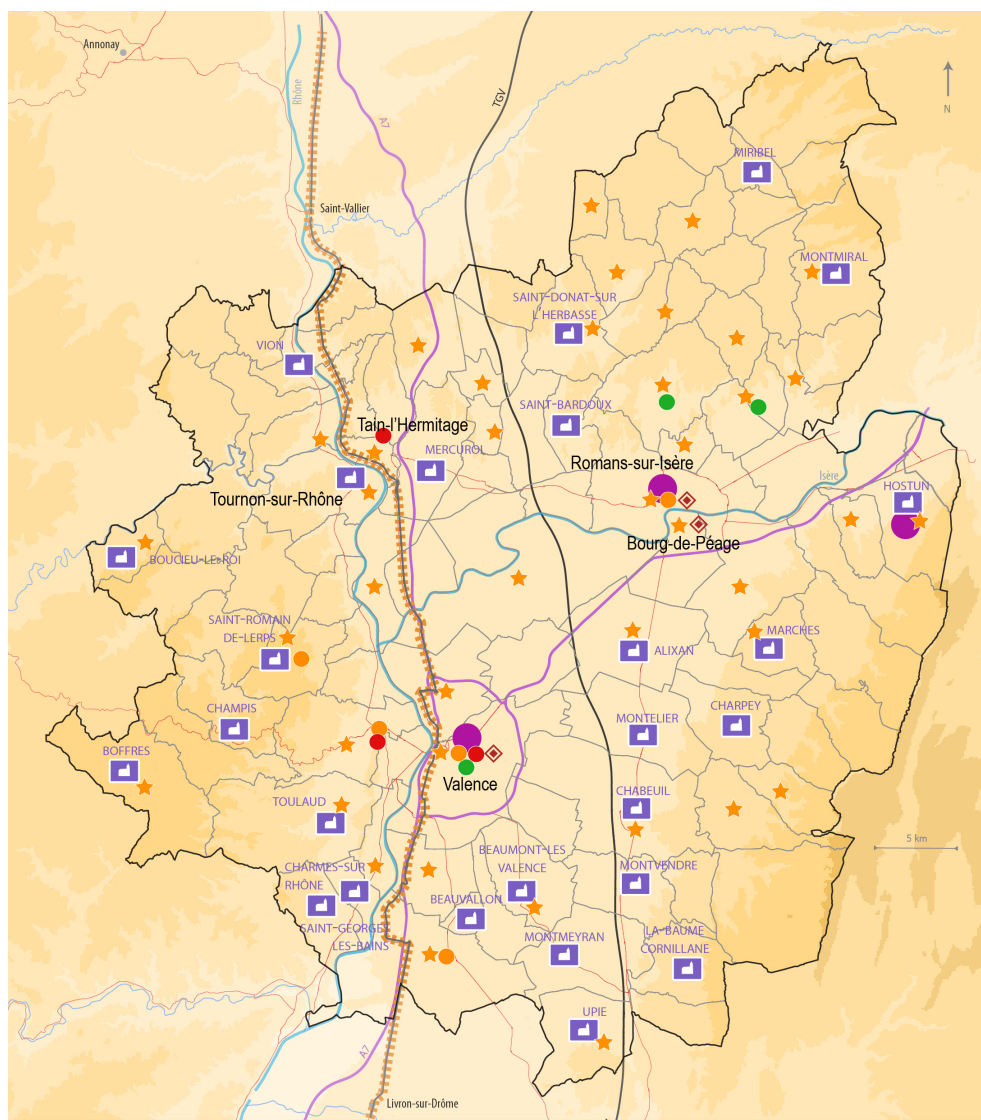 Annonay
Rhône
A7
TGV
N
Saint-Vallier
MIRIBEL
MONTMIRAL
SAINT-DONAT-SUR
L'HERBASSE
VION
SAINT-BARDOUX
Tain-l'Hermitage
MERCUROL
Romans-sur-Isère
Isère
HOSTUN
Tournon-sur-Rhône
Bourg-de-Péage
BOUCIEU-LE-ROI
SAINT-ROMAIN
DE-LERPS
MARCHES
ALIXAN
CHAMPIS
CHARPEY
MONTELIER
BOFFRES
Valence
CHABEUIL
TOULAUD
5 km
BEAUMONT-LES
VALENCE
CHARMES-SUR
RHÔNE
MONTVENDRE
BEAUVALLON
SAINT-GEORGES
LES-BAINS
MONTMEYRAN
LA-BAUME
CORNILLANE
UPIE
A7
Livron-sur-Drôme